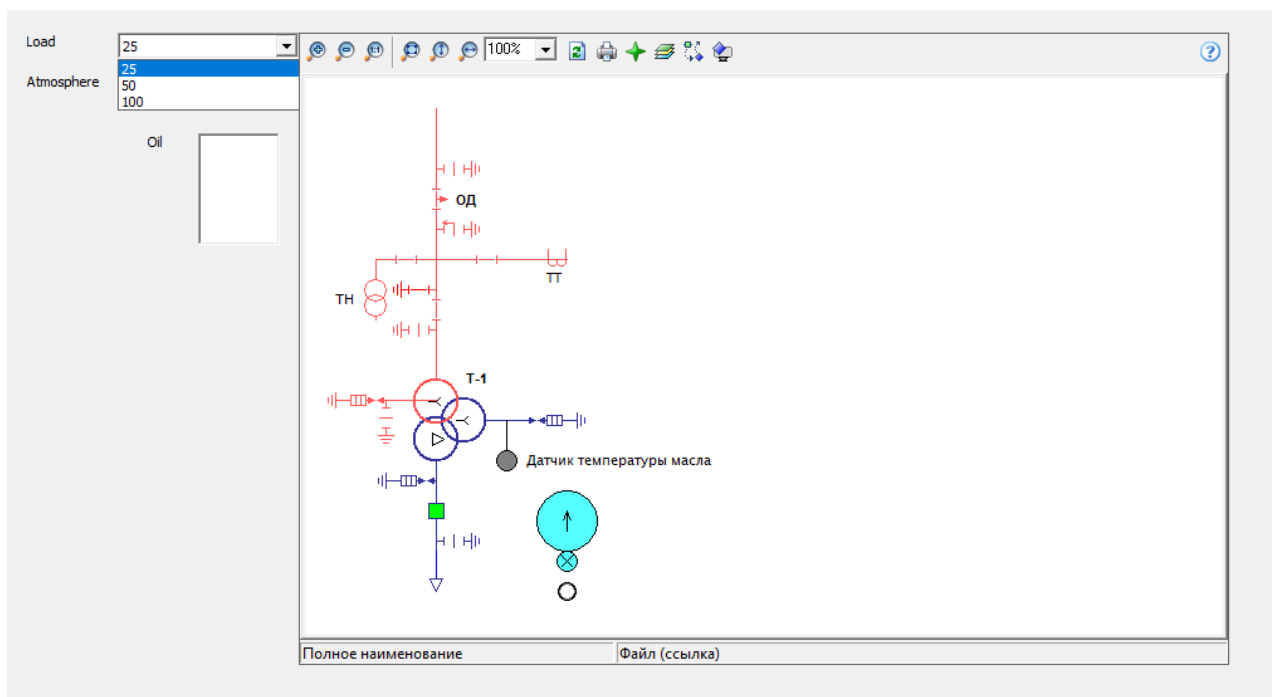 Load
25
100%
25
Atmosphere
50
100
Oil
ОД
ТТ
ТН
Т-1
Датчик температуры масла
Полное наименование
Файл (ссылка)